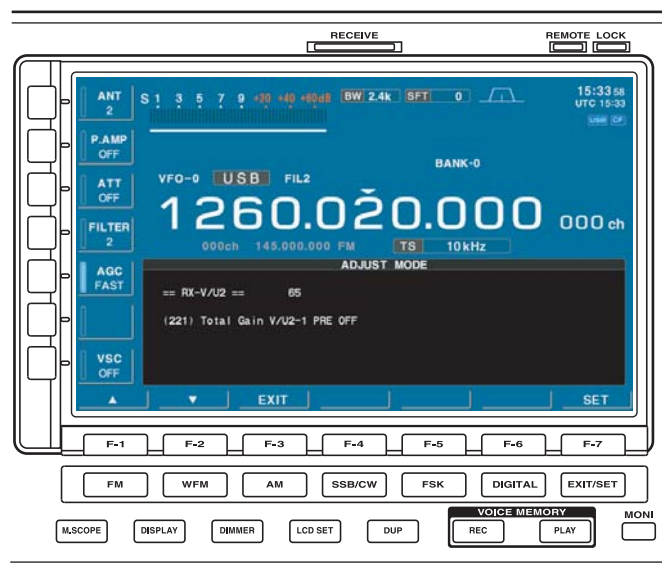 RECEIVE
REMOTE LOCK
ANT
2
S 1 3 5 7 9 +20 +40 +60dB
BW 2.4k SFT 0
15:33 58
UTC 15:33
USB CF
P.AMP
OFF
BANK-0
ATT
OFF
VFO-0 USB FIL2
1260.020.000 000 ch
FILTER
2
000ch 145.000.000 FM TS 10kHz
ADJUST MODE
AGC
FAST
== RX-V/U2 == 65
(221) Total Gain V/U2-1 PRE OFF
VSC
OFF
▲ ▼ EXIT SET
F-1 F-2 F-3 F-4 F-5 F-6 F-7
FM WFM AM SSB/CW FSK DIGITAL EXIT/SET
VOICE MEMORY
MONI
M.SCOPE DISPLAY DIMMER LCD SET DUP REC PLAY